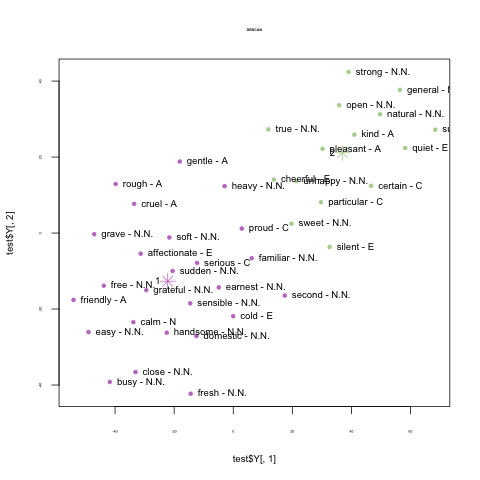 DBSCAN
strong - N.N.
general -
open - N.N.
natural - N.N.
true - N.N.
kind - A
2
pleasant - A
quiet - E
gentle - A
cheerful - E
unhappy - N.N.
rough - A
heavy - N.N.
certain - C
cruel - A
particular - C
sweet - N.N.
proud - C
grave - N.N.
soft - N.N.
silent - E
affectionate - E
familiar - N.N.
serious - C
sudden - N.N.
1
free - N.N.
grateful - N.N.
earnest - N.N.
second - N.N.
friendly - A
sensible - N.N.
cold - E
calm - N
easy - N.N.
handsome - N.N.
domestic - N.N.
close - N.N.
busy - N.N.
fresh - N.N.
-40
-20
0
20
40
60
test$Y[, 1]
test$Y[, 2]